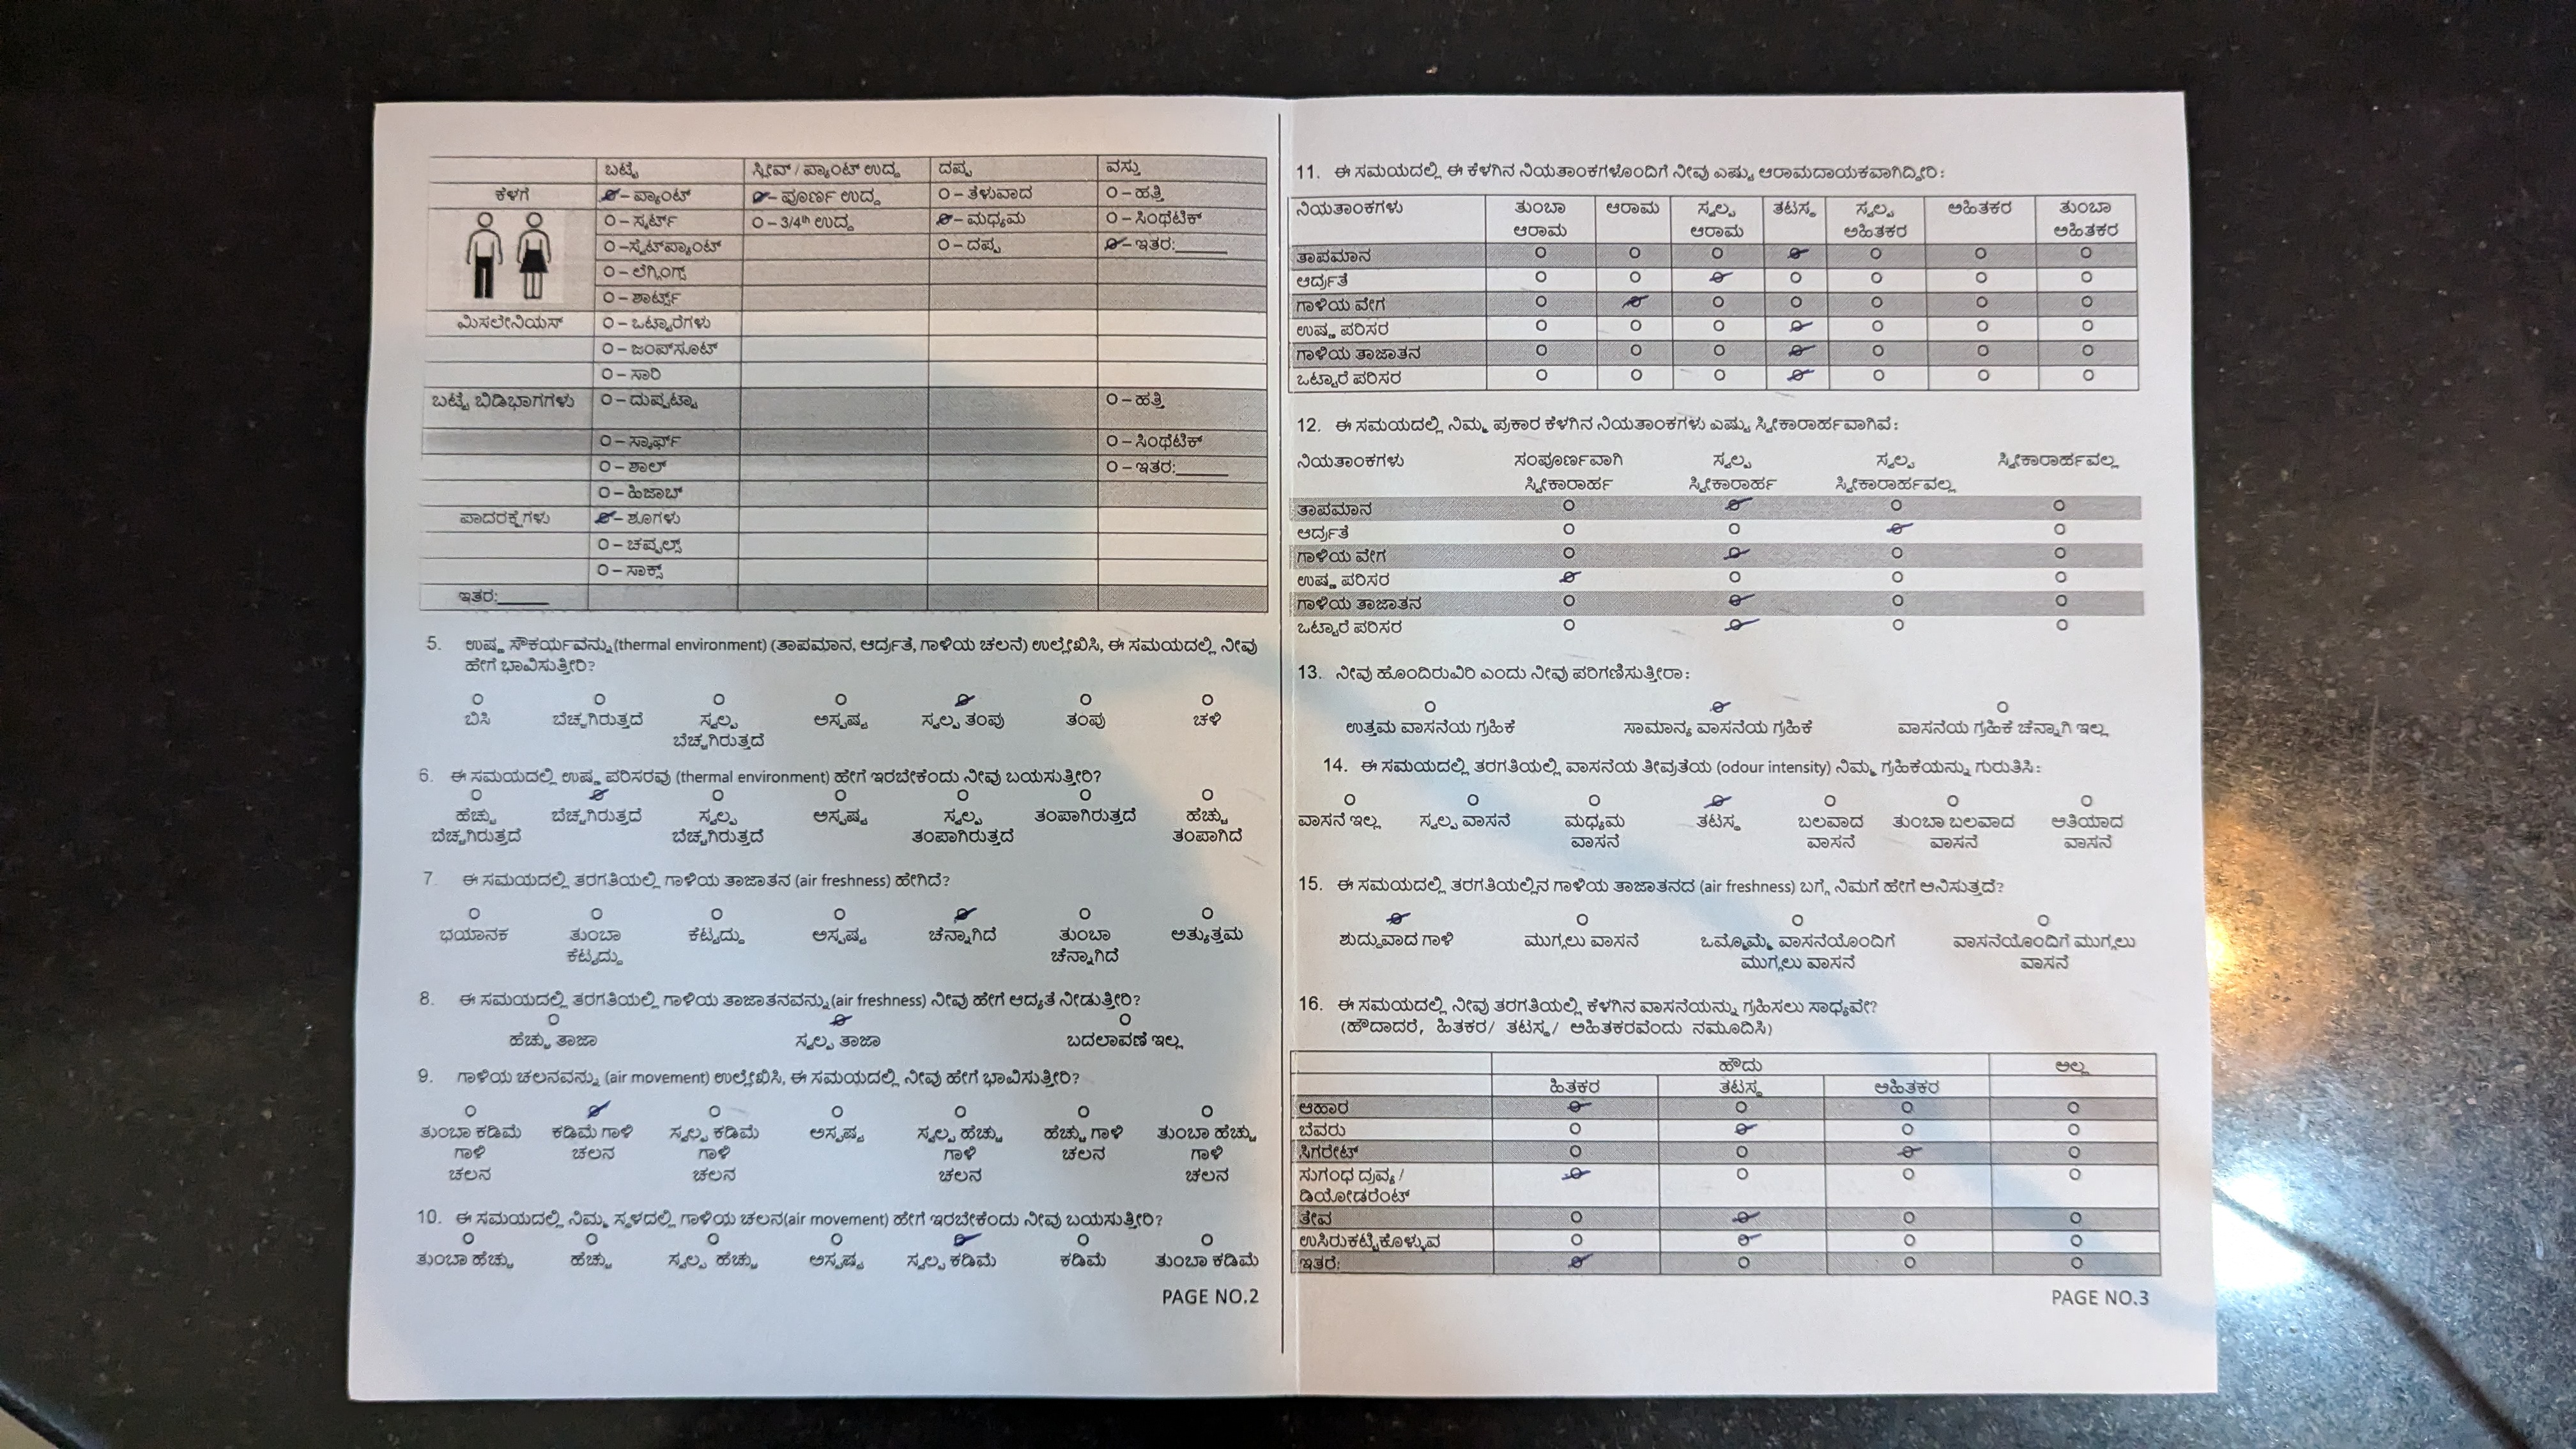 ಬಟ್ಟೆ ಸ್ಲೀವ್ / ಪ್ಯಾಂಟ್ ಉದ್ದ ದಪ್ಪ ವಸ್ತು
ಕೆಳಗೆ O – ಪ್ಯಾಂಟ್ O – ಪೂರ್ಣ ಉದ್ದ O – ತೆಳುವಾದ O – ಹತ್ತಿ
O – ಸ್ಕರ್ಟ್ O – 3/4th ಉದ್ದ O – ಮಧ್ಯಮ O – ಸಿಂಥೆಟಿಕ್
O –ಸ್ವೆಟ್‌ಪ್ಯಾಂಟ್ O – ದಪ್ಪ O – ಇತರ:______
O – ಲೆಗ್ಗಿಂಗ್ಸ್
O – ಶಾರ್ಟ್ಸ್
ಮಿಸಲೇನಿಯಸ್ O – ಒಟ್ಟಾರೆಗಳು
O – ಜಂಪ್‌ಸೂಟ್
O – ಸಾರಿ
ಬಟ್ಟೆ ಬಿಡಿಭಾಗಗಳು O – ದುಪ್ಪಟ್ಟಾ O – ಹತ್ತಿ
O – ಸ್ಕಾರ್ಫ್ O – ಸಿಂಥೆಟಿಕ್
O – ಶಾಲ್ O – ಇತರ:______
O – ಹಿಜಾಬ್
ಪಾದರಕ್ಷೆಗಳು O – ಶೂಗಳು
O – ಚಪ್ಪಲ್ಸ್
O – ಸಾಕ್ಸ್
ಇತರ:______
5. ಉಷ್ಣ ಸೌಕರ್ಯವನ್ನು(thermal environment) (ತಾಪಮಾನ, ಆರ್ದ್ರತೆ, ಗಾಳಿಯ ಚಲನೆ) ಉಲ್ಲೇಖಿಸಿ, ಈ ಸಮಯದಲ್ಲಿ ನೀವು
ಹೇಗೆ ಭಾವಿಸುತ್ತೀರಿ?
O O O O O O O
ಬಿಸಿ ಬೆಚ್ಚಗಿರುತ್ತದೆ ಸ್ವಲ್ಪ ಅಸ್ಪಷ್ಟ ಸ್ವಲ್ಪ ತಂಪು ತಂಪು ಚಳಿ
ಬೆಚ್ಚಗಿರುತ್ತದೆ
6. ಈ ಸಮಯದಲ್ಲಿ ಉಷ್ಣ ಪರಿಸರವು (thermal environment) ಹೇಗೆ ಇರಬೇಕೆಂದು ನೀವು ಬಯಸುತ್ತೀರಿ?
O O O O O O O
ಹೆಚ್ಚು ಬೆಚ್ಚಗಿರುತ್ತದೆ ಸ್ವಲ್ಪ ಅಸ್ಪಷ್ಟ ಸ್ವಲ್ಪ ತಂಪಾಗಿರುತ್ತದೆ ಹೆಚ್ಚು
ಬೆಚ್ಚಗಿರುತ್ತದೆ ಬೆಚ್ಚಗಿರುತ್ತದೆ ತಂಪಾಗಿರುತ್ತದೆ ತಂಪಾಗಿದೆ
7. ಈ ಸಮಯದಲ್ಲಿ ತರಗತಿಯಲ್ಲಿ ಗಾಳಿಯ ತಾಜಾತನ (air freshness) ಹೇಗಿದೆ?
O O O O O O O
ಭಯಾನಕ ತುಂಬಾ ಕೆಟ್ಟದ್ದು ಅಸ್ಪಷ್ಟ ಚೆನ್ನಾಗಿದೆ ತುಂಬಾ ಅತ್ಯುತ್ತಮ
ಕೆಟ್ಟದ್ದು ಚೆನ್ನಾಗಿದೆ
8. ಈ ಸಮಯದಲ್ಲಿ ತರಗತಿಯಲ್ಲಿ ಗಾಳಿಯ ತಾಜಾತನವನ್ನು(air freshness) ನೀವು ಹೇಗೆ ಆದ್ಯತೆ ನೀಡುತ್ತೀರಿ?
O O O
ಹೆಚ್ಚು ತಾಜಾ ಸ್ವಲ್ಪ ತಾಜಾ ಬದಲಾವಣೆ ಇಲ್ಲ
9. ಗಾಳಿಯ ಚಲನವನ್ನು (air movement) ಉಲ್ಲೇಖಿಸಿ, ಈ ಸಮಯದಲ್ಲಿ ನೀವು ಹೇಗೆ ಭಾವಿಸುತ್ತೀರಿ?
O O O O O O O
ತುಂಬಾ ಕಡಿಮೆ ಕಡಿಮೆ ಗಾಳಿ ಸ್ವಲ್ಪ ಕಡಿಮೆ ಅಸ್ಪಷ್ಟ ಸ್ವಲ್ಪ ಹೆಚ್ಚು ಹೆಚ್ಚು ಗಾಳಿ ತುಂಬಾ ಹೆಚ್ಚು
ಗಾಳಿ ಚಲನ ಗಾಳಿ ಗಾಳಿ ಚಲನ ಗಾಳಿ
ಚಲನ ಚಲನ ಚಲನ ಚಲನ
10. ಈ ಸಮಯದಲ್ಲಿ ನಿಮ್ಮ ಸ್ಥಳದಲ್ಲಿ ಗಾಳಿಯ ಚಲನ(air movement) ಹೇಗೆ ಇರಬೇಕೆಂದು ನೀವು ಬಯಸುತ್ತೀರಿ?
O O O O O O O
ತುಂಬಾ ಹೆಚ್ಚು ಹೆಚ್ಚು ಸ್ವಲ್ಪ ಹೆಚ್ಚು ಅಸ್ಪಷ್ಟ ಸ್ವಲ್ಪ ಕಡಿಮೆ ಕಡಿಮೆ ತುಂಬಾ ಕಡಿಮೆ
PAGE NO.2
11. ಈ ಸಮಯದಲ್ಲಿ ಈ ಕೆಳಗಿನ ನಿಯತಾಂಕಗಳೊಂದಿಗೆ ನೀವು ಎಷ್ಟು ಆರಾಮದಾಯಕವಾಗಿದ್ದೀರಿ:
ನಿಯತಾಂಕಗಳು ತುಂಬಾ ಆರಾಮ ಸ್ವಲ್ಪ ತಟಸ್ಥ ಸ್ವಲ್ಪ ಅಹಿತಕರ ತುಂಬಾ
ಆರಾಮ ಆರಾಮ ಅಹಿತಕರ ಅಹಿತಕರ
ತಾಪಮಾನ O O O O O O O
ಆರ್ದ್ರತೆ O O O O O O O
ಗಾಳಿಯ ವೇಗ O O O O O O O
ಉಷ್ಣ ಪರಿಸರ O O O O O O O
ಗಾಳಿಯ ತಾಜಾತನ O O O O O O O
ಒಟ್ಟಾರೆ ಪರಿಸರ O O O O O O O
12. ಈ ಸಮಯದಲ್ಲಿ ನಿಮ್ಮ ಪ್ರಕಾರ ಕೆಳಗಿನ ನಿಯತಾಂಕಗಳು ಎಷ್ಟು ಸ್ವೀಕಾರಾರ್ಹವಾಗಿವೆ:
ನಿಯತಾಂಕಗಳು ಸಂಪೂರ್ಣವಾಗಿ ಸ್ವಲ್ಪ ಸ್ವಲ್ಪ ಸ್ವೀಕಾರಾರ್ಹವಲ್ಲ
ಸ್ವೀಕಾರಾರ್ಹ ಸ್ವೀಕಾರಾರ್ಹ ಸ್ವೀಕಾರಾರ್ಹವಲ್ಲ
ತಾಪಮಾನ O O O O
ಆರ್ದ್ರತೆ O O O O
ಗಾಳಿಯ ವೇಗ O O O O
ಉಷ್ಣ ಪರಿಸರ O O O O
ಗಾಳಿಯ ತಾಜಾತನ O O O O
ಒಟ್ಟಾರೆ ಪರಿಸರ O O O O
13. ನೀವು ಹೊಂದಿರುವಿರಿ ಎಂದು ನೀವು ಪರಿಗಣಿಸುತ್ತೀರಾ:
O O O
ಉತ್ತಮ ವಾಸನೆಯ ಗ್ರಹಿಕೆ ಸಾಮಾನ್ಯ ವಾಸನೆಯ ಗ್ರಹಿಕೆ ವಾಸನೆಯ ಗ್ರಹಿಕೆ ಚೆನ್ನಾಗಿ ಇಲ್ಲ
14. ಈ ಸಮಯದಲ್ಲಿ ತರಗತಿಯಲ್ಲಿ ವಾಸನೆಯ ತೀವ್ರತೆಯ (odour intensity) ನಿಮ್ಮ ಗ್ರಹಿಕೆಯನ್ನು ಗುರುತಿಸಿ:
O O O O O O O
ವಾಸನೆ ಇಲ್ಲ ಸ್ವಲ್ಪ ವಾಸನೆ ಮಧ್ಯಮ ತಟಸ್ಥ ಬಲವಾದ ತುಂಬಾ ಬಲವಾದ ಅತಿಯಾದ
ವಾಸನೆ ವಾಸನೆ ವಾಸನೆ ವಾಸನೆ
15. ಈ ಸಮಯದಲ್ಲಿ ತರಗತಿಯಲ್ಲಿನ ಗಾಳಿಯ ತಾಜಾತನದ (air freshness) ಬಗ್ಗೆ ನಿಮಗೆ ಹೇಗೆ ಅನಿಸುತ್ತದೆ?
O O O O
ಶುದ್ಧುವಾದ ಗಾಳಿ ಮುಗ್ಗಲು ವಾಸನೆ ಒಮ್ಮೊಮ್ಮೆ ವಾಸನೆಯೊಂದಿಗೆ ವಾಸನೆಯೊಂದಿಗೆ ಮುಗ್ಗಲು
ಮುಗ್ಗಲು ವಾಸನೆ ವಾಸನೆ
16. ಈ ಸಮಯದಲ್ಲಿ ನೀವು ತರಗತಿಯಲ್ಲಿ ಕೆಳಗಿನ ವಾಸನೆಯನ್ನು ಗ್ರಹಿಸಲು ಸಾಧ್ಯವೇ?
(ಹೌದಾದರೆ, ಹಿತಕರ/ ತಟಸ್ಥ/ ಅಹಿತಕರವೆಂದು ನಮೂದಿಸಿ)
ಹೌದು ಅಲ್ಲ
ಹಿತಕರ ತಟಸ್ಥ ಅಹಿತಕರ
ಆಹಾರ O O O O
ಬೆವರು O O O O
ಸಿಗರೇಟ್ O O O O
ಸುಗಂಧ ದ್ರವ್ಯ/ O O O O
ಡಿಯೋಡರೆಂಟ್
ತೇವ O O O O
ಉಸಿರುಕಟ್ಟಿಕೊಳ್ಳುವ O O O O
ಇತರೆ: O O O O
PAGE NO.3